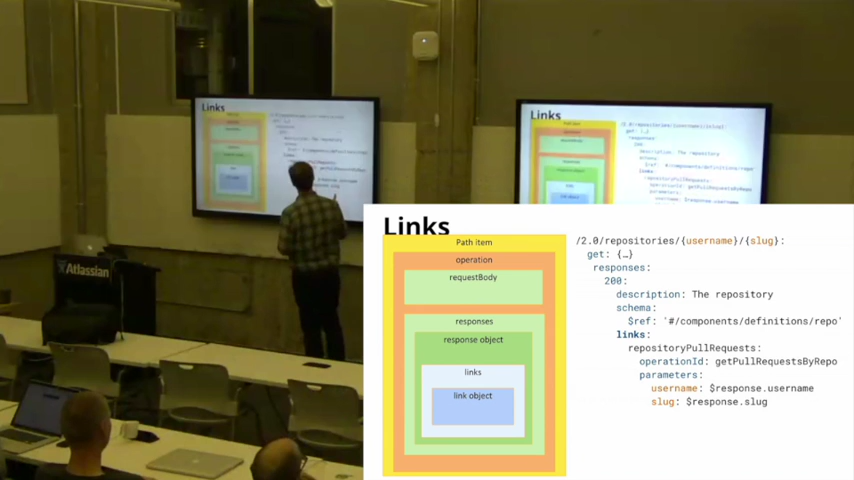 Links
Links
Atlassian
Links
Path item
operation
requestBody
responses
response object
links
link object
/2.0/repositories/{username}/{slug}:
get: {…}
responses:
200:
description: The repository
schema:
$ref: '#/components/definitions/repo'
links:
repositoryPullRequests:
operationId: getPullRequestsByRepo
parameters:
username: $response.username
slug: $response.slug